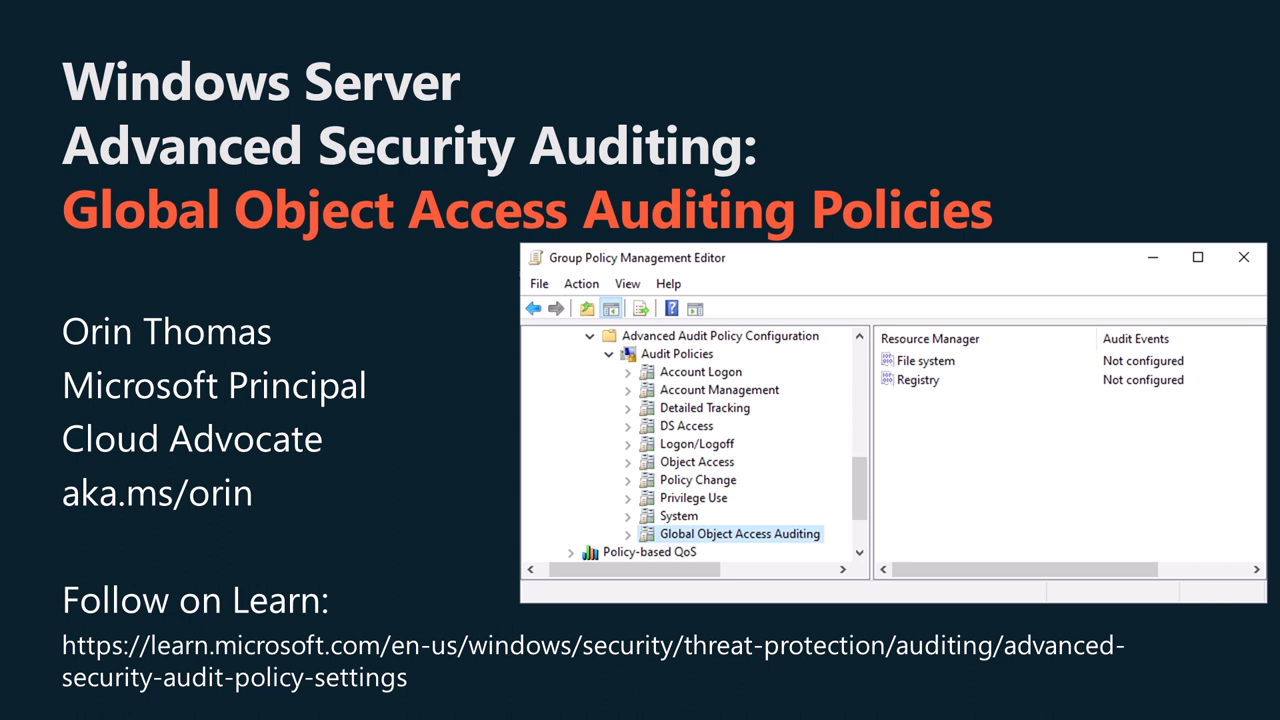 Windows Server
Advanced Security Auditing:
Global Object Access Auditing Policies
Orin Thomas
Microsoft Principal
Cloud Advocate
aka.ms/orin
Follow on Learn:
https://learn.microsoft.com/en-us/windows/security/threat-protection/auditing/advanced-
security-audit-policy-settings
Group Policy Management Editor
File Action View Help
Advanced Audit Policy Configuration
Audit Policies
Account Logon
Account Management
Detailed Tracking
DS Access
Logon/Logoff
Object Access
Policy Change
Privilege Use
System
Global Object Access Auditing
Policy-based QoS
Resource Manager Audit Events
File system Not configured
Registry Not configured